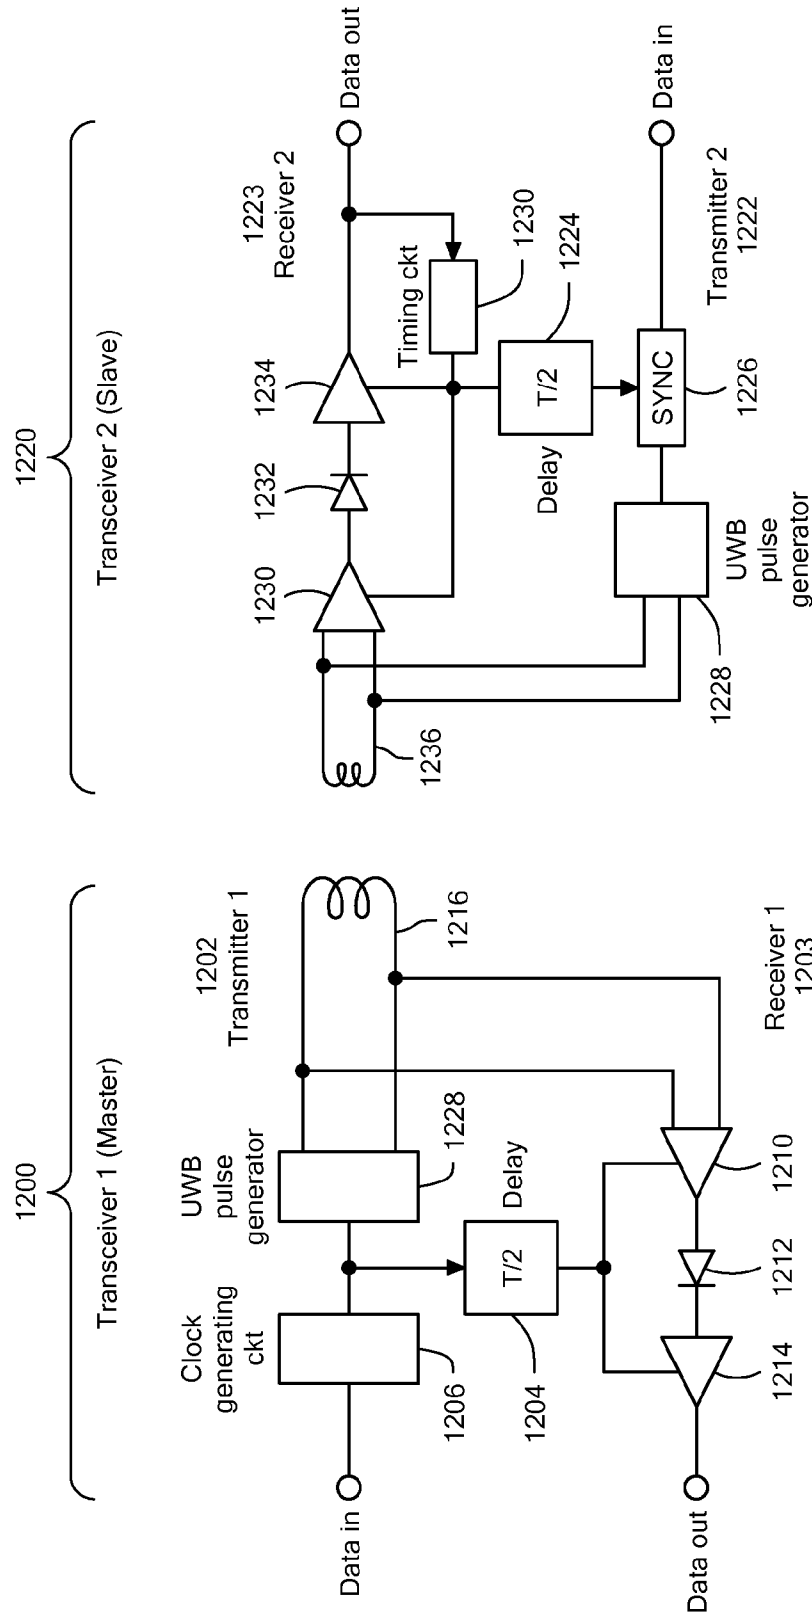 1200
Transceiver 1 (Master)
1220
Transceiver 2 (Slave)
1202
Transmitter 1
Clock
generating
ckt
UWB
pulse
generator
Data in
1206
1228
1216
T/2
Delay
1204
Data out
1214
1212
1210
Receiver 1
1203
1230
1232
1234
1223
Receiver 2
Data out
1236
Timing ckt
1230
T/2
Delay
1224
SYNC
1226
UWB
pulse
generator
1228
Transmitter 2
1222
Data in